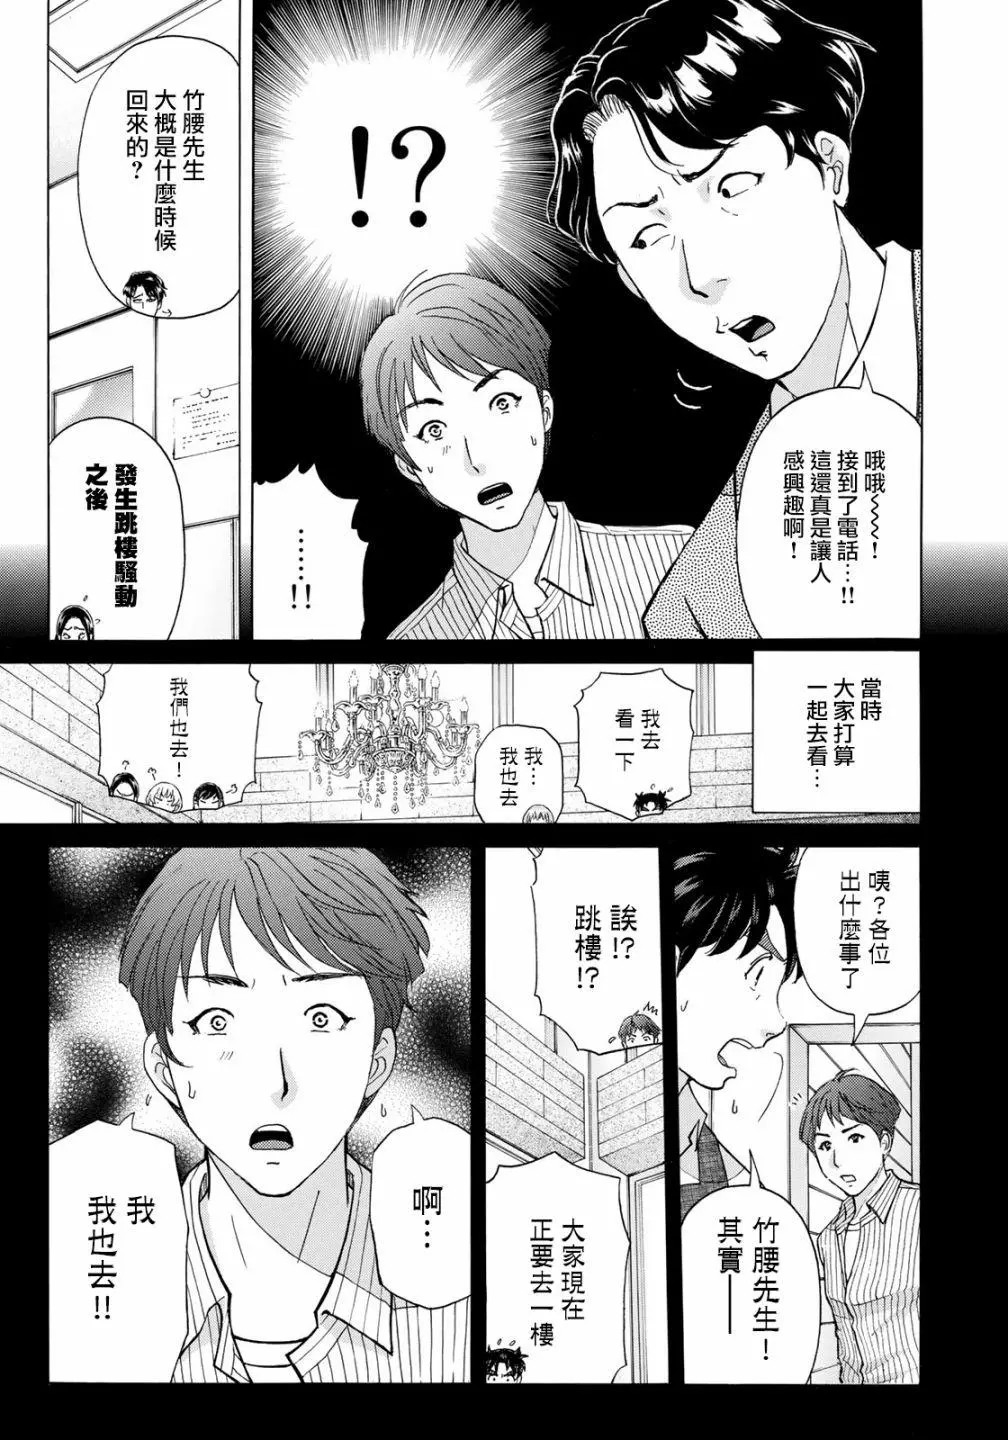 哦哦～～！
接到了電話…!!
這還真是讓人
感興趣啊！
!?
……!!
竹腰先生
大概是什麼時候
回來的？
發生跳樓騷動
之後
當時
大家打算
一起去看…
我去
看一下
我…
我也去
我們也去！
咦？各位
出什麼事了
竹腰先生！
其實——
誒!?
跳樓!?
大家現在
正要去一樓
啊…
我
我也去!!